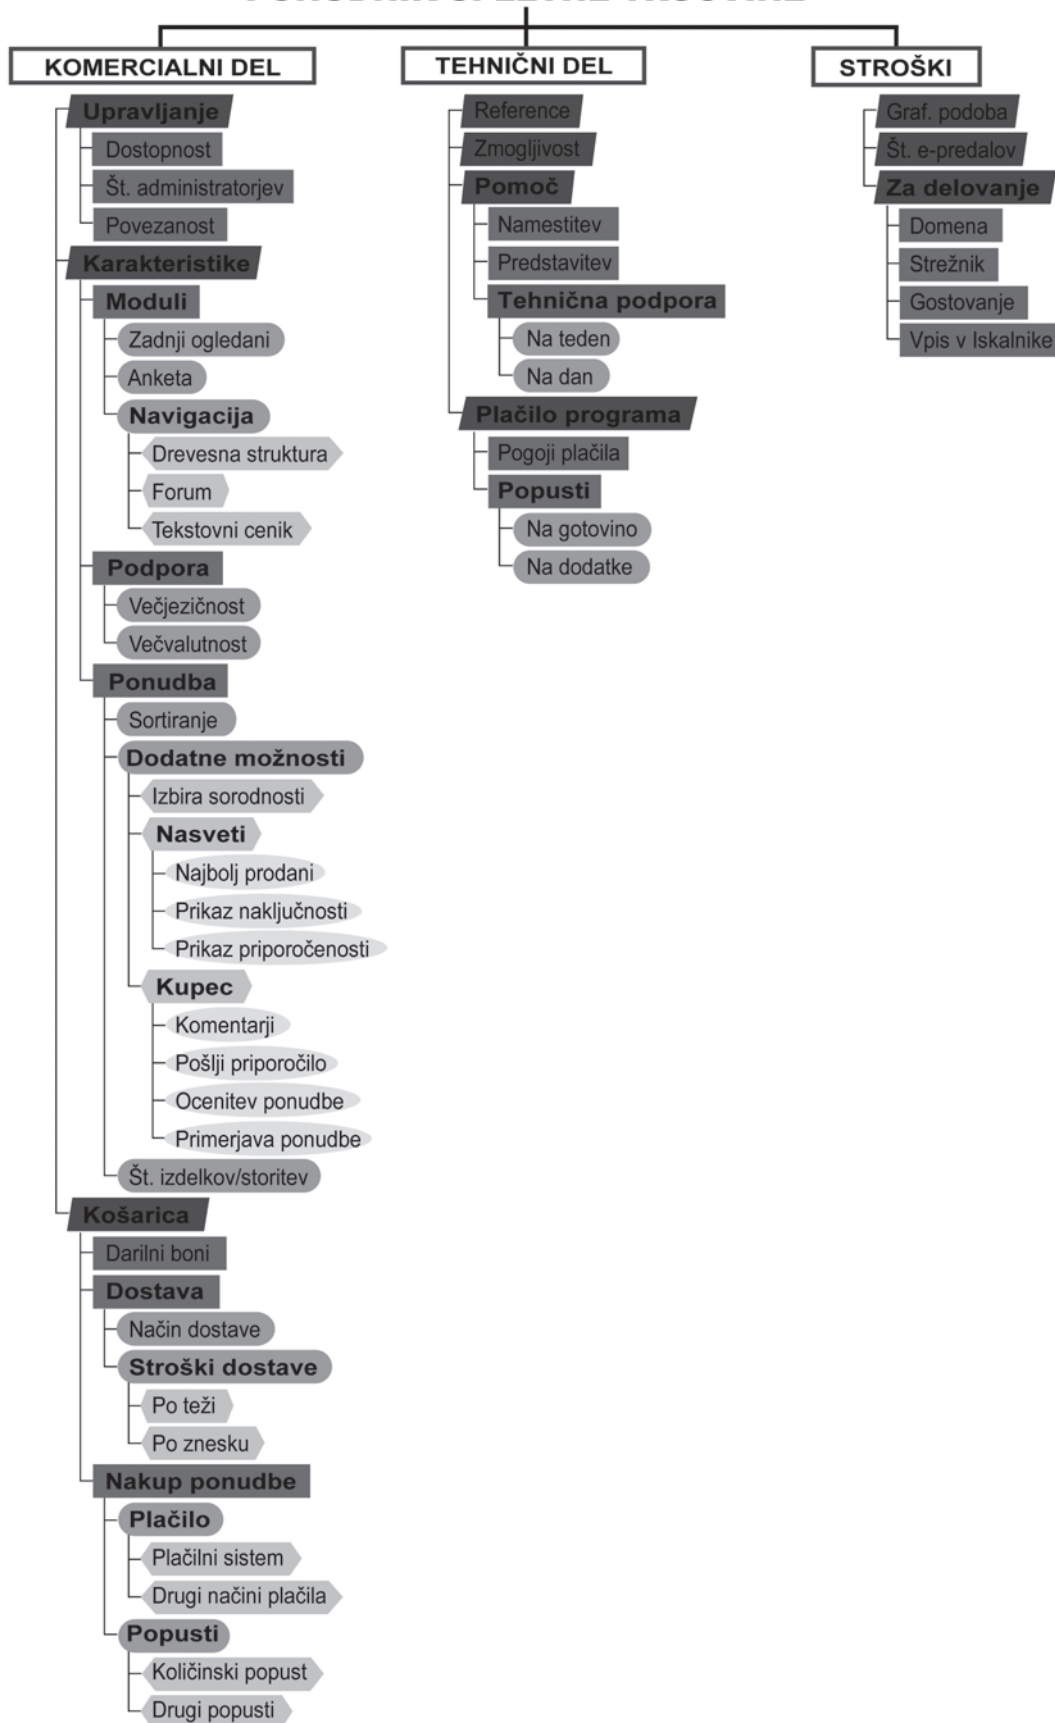 KOMERCIALNI DEL
Upravljanje
Dostopnost
Št. administratorjev
Povezanost
Karakteristike
Moduli
Zadnji ogledani
Anketa
Navigacija
Drevesna struktura
Forum
Tekstovni cenik
Podpora
Večjezičnost
Večvalutnost
Ponudba
Sortiranje
Dodatne možnosti
Izbira sorodnosti
Nasveti
Najbolj prodani
Prikaz naključnosti
Prikaz priporočenosti
Kupec
Komentarji
Pošlji priporočilo
Ocenitev ponudbe
Primerjava ponudbe
Št. izdelkov/storitev
Košarica
Darilni boni
Dostava
Način dostave
Stroški dostave
Po teži
Po znesku
Nakup ponudbe
Plačilo
Plačilni sistem
Drugi načini plačila
Popusti
Količinski popust
Drugi popusti
TEHNIČNI DEL
Reference
Zmogljivost
Pomoč
Namestitev
Predstavitev
Tehnična podpora
Na teden
Na dan
Plačilo programa
Pogoji plačila
Popusti
Na gotovino
Na dodatke
STROŠKI
Graf. podoba
Št. e-predalov
Za delovanje
Domena
Strežnik
Gostovanje
Vpis v Iskalnike